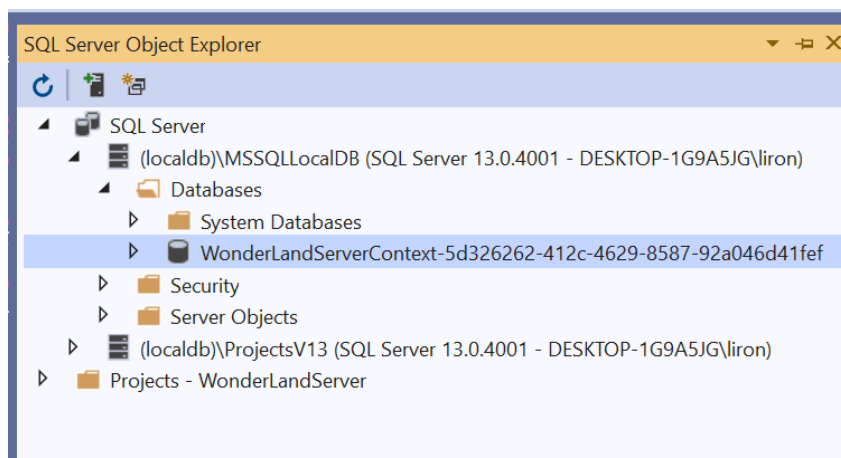 SQL Server Object Explorer
SQL Server
(localdb)\MSSQLLocalDB (SQL Server 13.0.4001 - DESKTOP-1G9A5JG\liron)
Databases
System Databases
WonderLandServerContext-5d326262-412c-4629-8587-92a046d41fef
Security
Server Objects
(localdb)\ProjectsV13 (SQL Server 13.0.4001 - DESKTOP-1G9A5JG\liron)
Projects - WonderLandServer